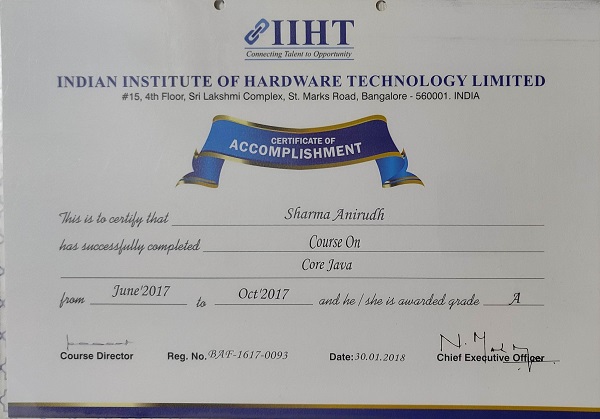 IIHT
Connecting Talent to Opportunity
INDIAN INSTITUTE OF HARDWARE TECHNOLOGY LIMITED
#15, 4th Floor, Sri Lakshmi Complex, St. Marks Road, Bangalore - 560001. INDIA
CERTIFICATE OF
ACCOMPLISHMENT
This is to certify that Sharma Anirudh
has successfully completed Course On
Core Java
from June'2017 to Oct'2017 and he / she is awarded grade A
Course Director Reg. No. BAF-1617-0093 Date: 30.01.2018 Chief Executive Officer